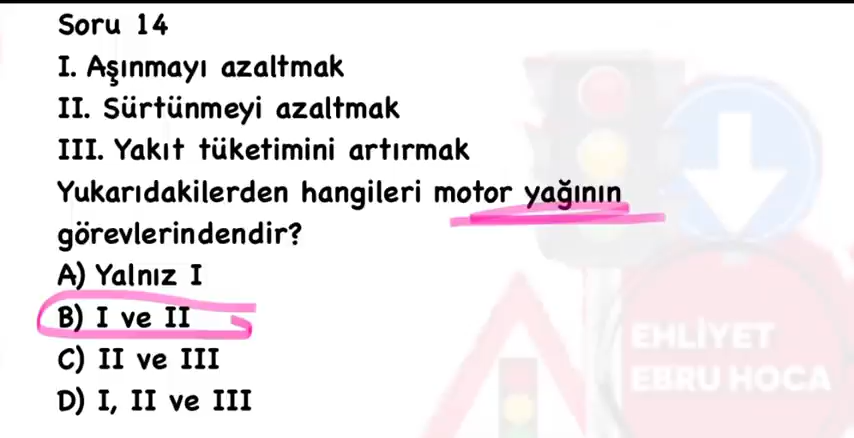 Soru 14
I. Aşınmayı azaltmak
II. Sürtünmeyi azaltmak
III. Yakıt tüketimini artırmak
Yukarıdakilerden hangileri motor yağının
görevlerindendir?
A) Yalnız I
B) I ve II
C) II ve III
D) I, II ve III
EHLİYET
EBRU HOCA